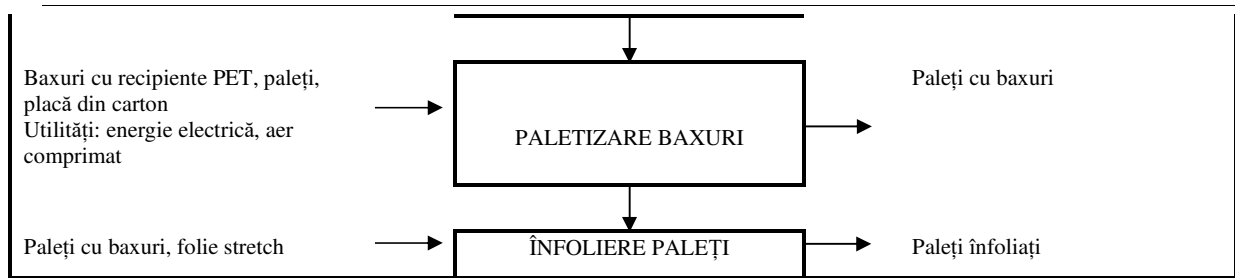 Baxuri cu recipiente PET, paleți,
placă din carton
Utilități: energie electrică, aer
comprimat
PALETIZARE BAXURI
Paleți cu baxuri
Paleți cu baxuri, folie stretch
ÎNFOLIERE PALEȚI
Paleți înfoliați